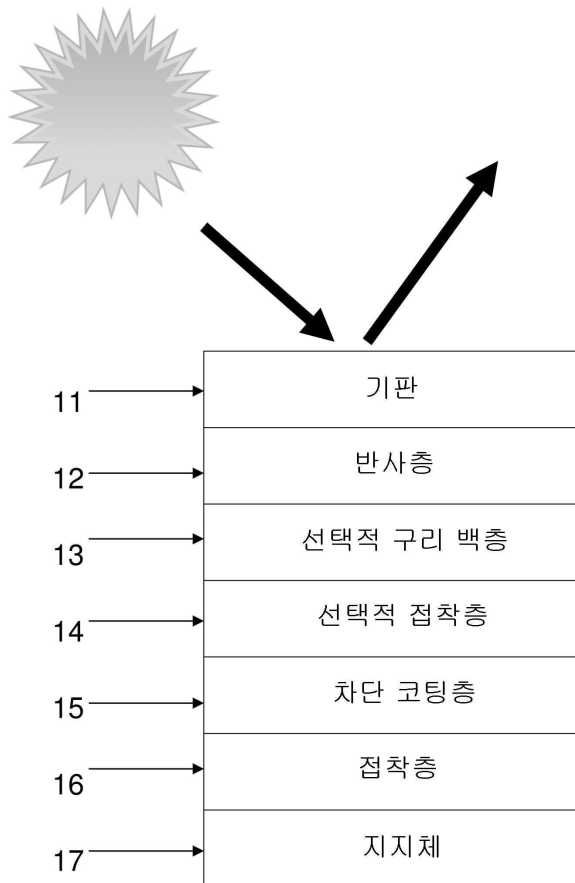 11 기판
12 반사층
13 선택적 구리 백층
14 선택적 접착층
15 차단 코팅층
16 접착층
17 지지체